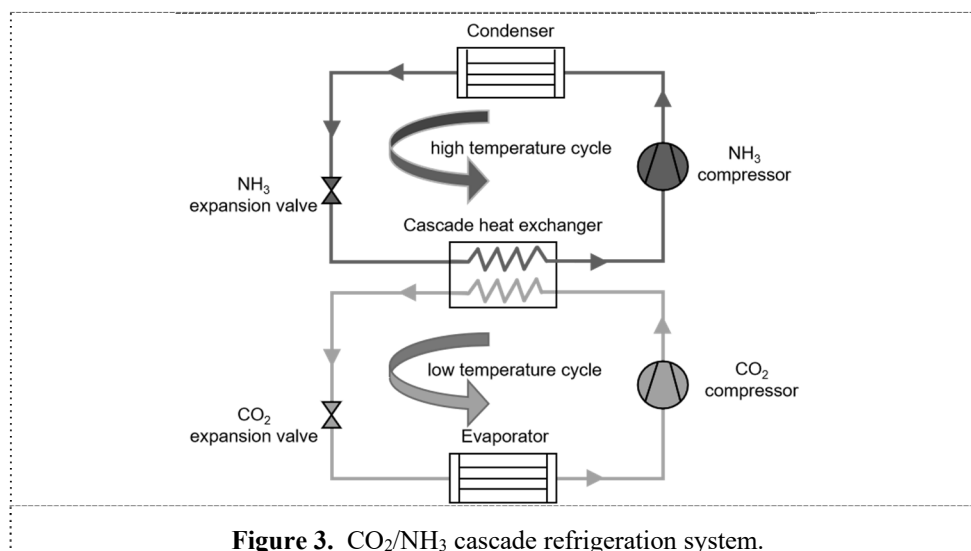 Condenser
high temperature cycle
NH₃
compressor
NH₃
expansion valve
Cascade heat exchanger
low temperature cycle
CO₂
compressor
CO₂
expansion valve
Evaporator
Figure 3. CO₂/NH₃ cascade refrigeration system.